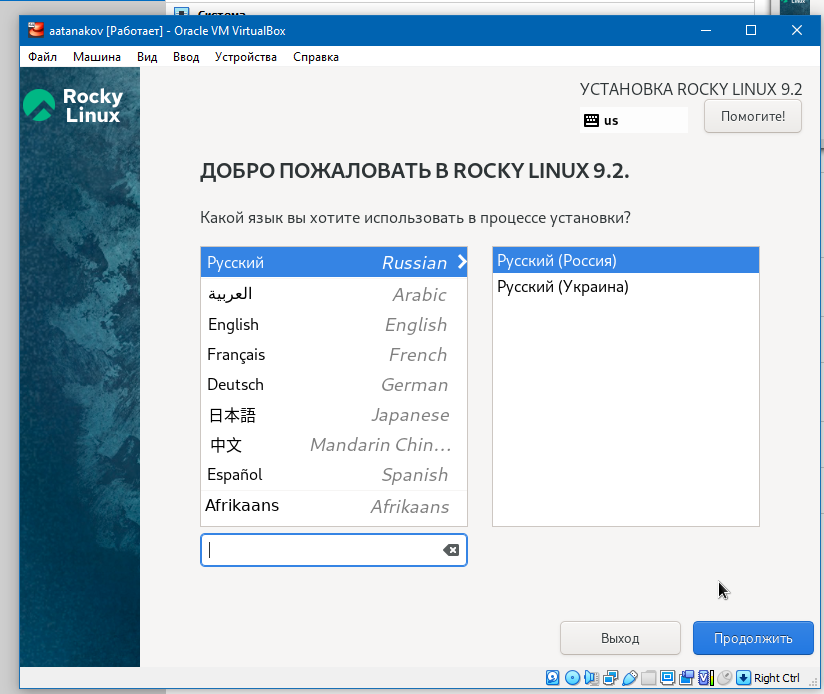 Система
aatanakov [Работает] - Oracle VM VirtualBox
Файл Машина Вид Ввод Устройства Справка
Rocky
Linux
УСТАНОВКА ROCKY LINUX 9.2
us
Помогите!
ДОБРО ПОЖАЛОВАТЬ В ROCKY LINUX 9.2.
Какой язык вы хотите использовать в процессе установки?
Русский Russian
العربية Arabic
English English
Français French
Deutsch German
日本語 Japanese
中文 Mandarin Chin...
Español Spanish
Afrikaans Afrikaans
Русский (Россия)
Русский (Украина)
Выход
Продолжить
Right Ctrl